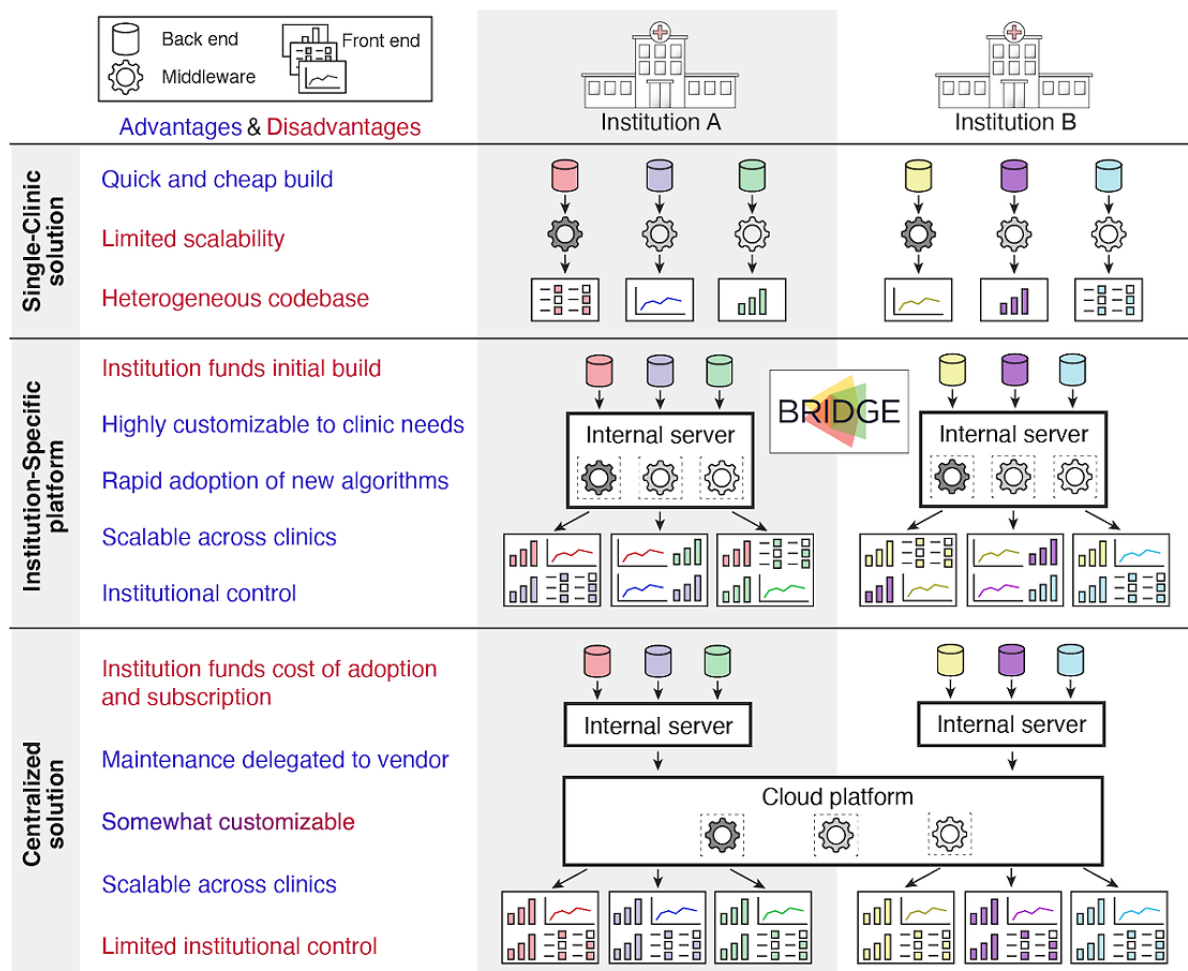 Back end
Front end
Middleware
Advantages & Disadvantages
Institution A
Institution B
Single-Clinic
solution
Quick and cheap build
Limited scalability
Heterogeneous codebase
Institution-Specific
platform
Institution funds initial build
Highly customizable to clinic needs
Rapid adoption of new algorithms
Scalable across clinics
Institutional control
Internal server
BRIDGE
Internal server
Centralized
solution
Institution funds cost of adoption
and subscription
Maintenance delegated to vendor
Somewhat customizable
Scalable across clinics
Limited institutional control
Internal server
Internal server
Cloud platform